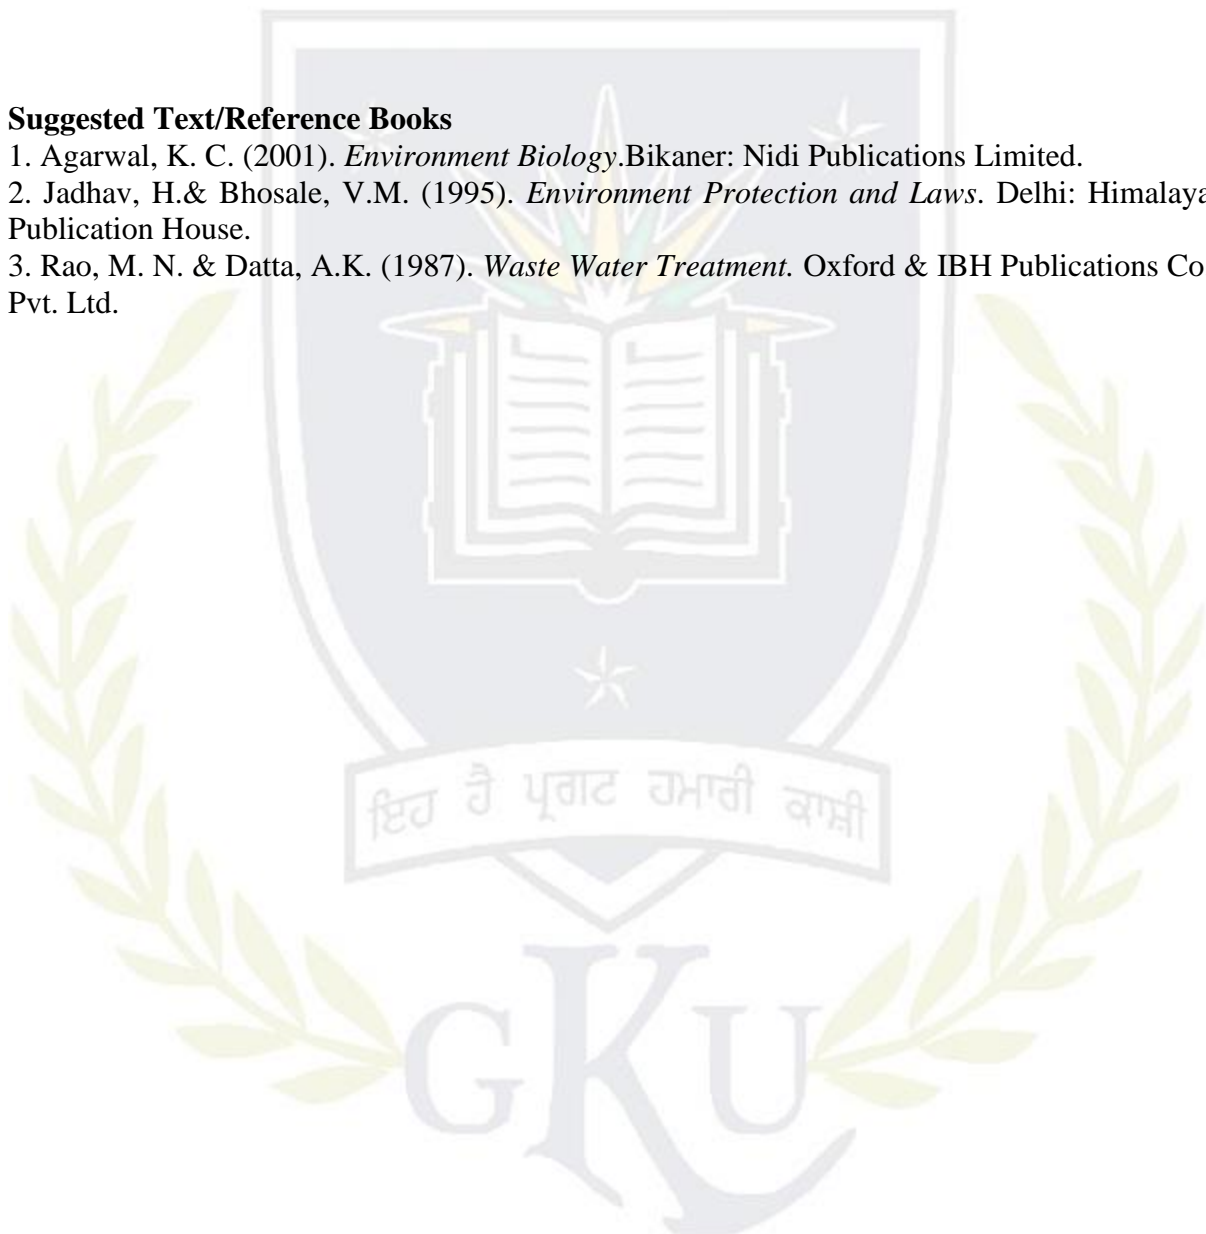 Suggested Text/Reference Books
1. Agarwal, K. C. (2001). Environment Biology.Bikaner: Nidi Publications Limited.
2. Jadhav, H.& Bhosale, V.M. (1995). Environment Protection and Laws. Delhi: Himalaya
Publication House.
3. Rao, M. N. & Datta, A.K. (1987). Waste Water Treatment. Oxford & IBH Publications Co
Pvt. Ltd.
ਇਹ ਹੈ ਪ੍ਰਗਟ ਹਮਾਰੀ ਕਾਸ਼ੀ
GKU